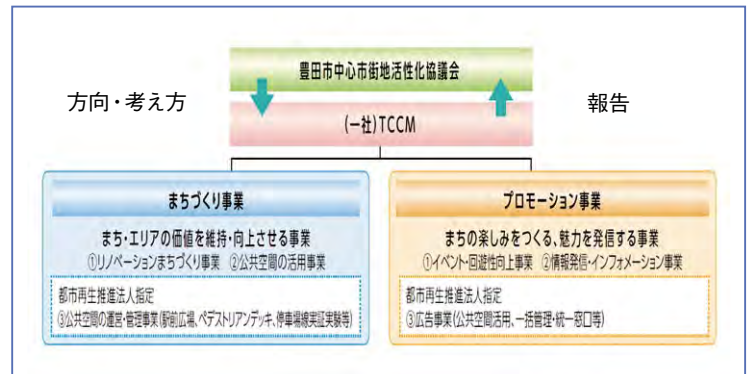 豊田市中心市街地活性化協議会
方向・考え方
報告
(一社)TCCM
まちづくり事業
まち・エリアの価値を維持・向上させる事業
①リノベーションまちづくり事業 ②公共空間の活用事業
都市再生推進法人指定
③公共空間の運営・管理事業(駅前広場、ペデストリアンデッキ、停車場線実証実験等)
プロモーション事業
まちの楽しみをつくる、魅力を発信する事業
①イベント・回遊性向上事業 ②情報発信・インフォメーション事業
都市再生推進法人指定
③広告事業(公共空間活用、一括管理・統一窓口等)